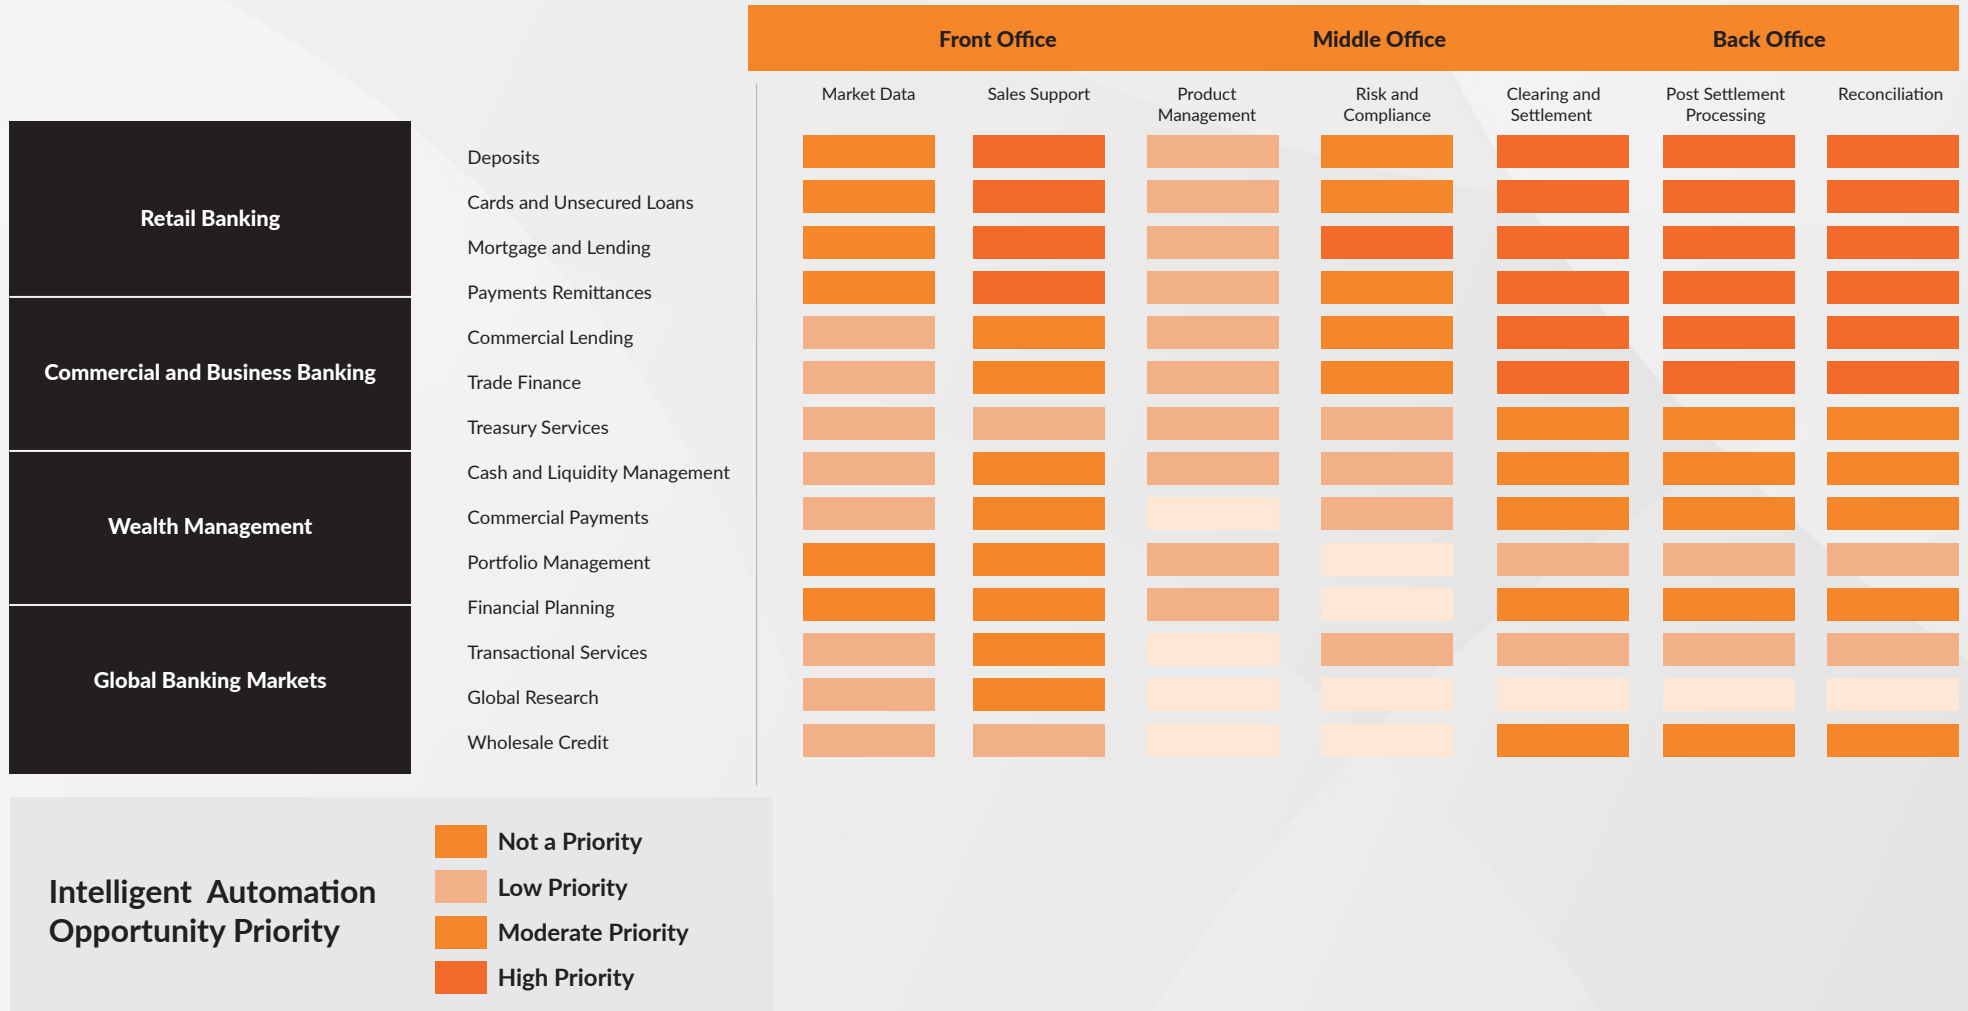 Front Office
Middle Office
Back Office
Market Data
Sales Support
Product
Management
Risk and
Compliance
Clearing and
Settlement
Post Settlement
Processing
Reconciliation
Retail Banking
Commercial and Business Banking
Wealth Management
Global Banking Markets
Deposits
Cards and Unsecured Loans
Mortgage and Lending
Payments Remittances
Commercial Lending
Trade Finance
Treasury Services
Cash and Liquidity Management
Commercial Payments
Portfolio Management
Financial Planning
Transactional Services
Global Research
Wholesale Credit
Intelligent Automation
Opportunity Priority
Not a Priority
Low Priority
Moderate Priority
High Priority